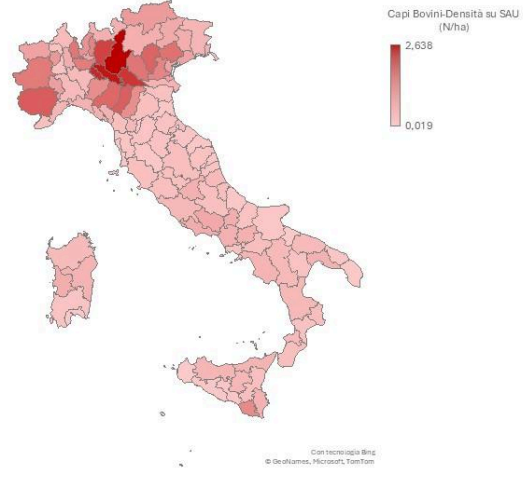 Capi Bovini-Densità su SAU
(N/ha)
2,638
0,019
Con tecnologia Bing
© GeoNames, Microsoft, TomTom